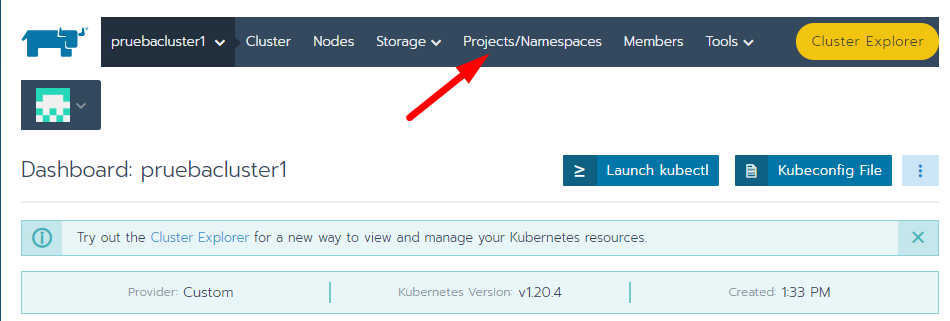 pruebacluster1 Cluster Nodes Storage Projects/Namespaces Members Tools Cluster Explorer
Dashboard: pruebacluster1 Launch kubectl Kubeconfig File
Try out the Cluster Explorer for a new way to view and manage your Kubernetes resources.
Provider: Custom Kubernetes Version: v1.20.4 Created: 1:33 PM